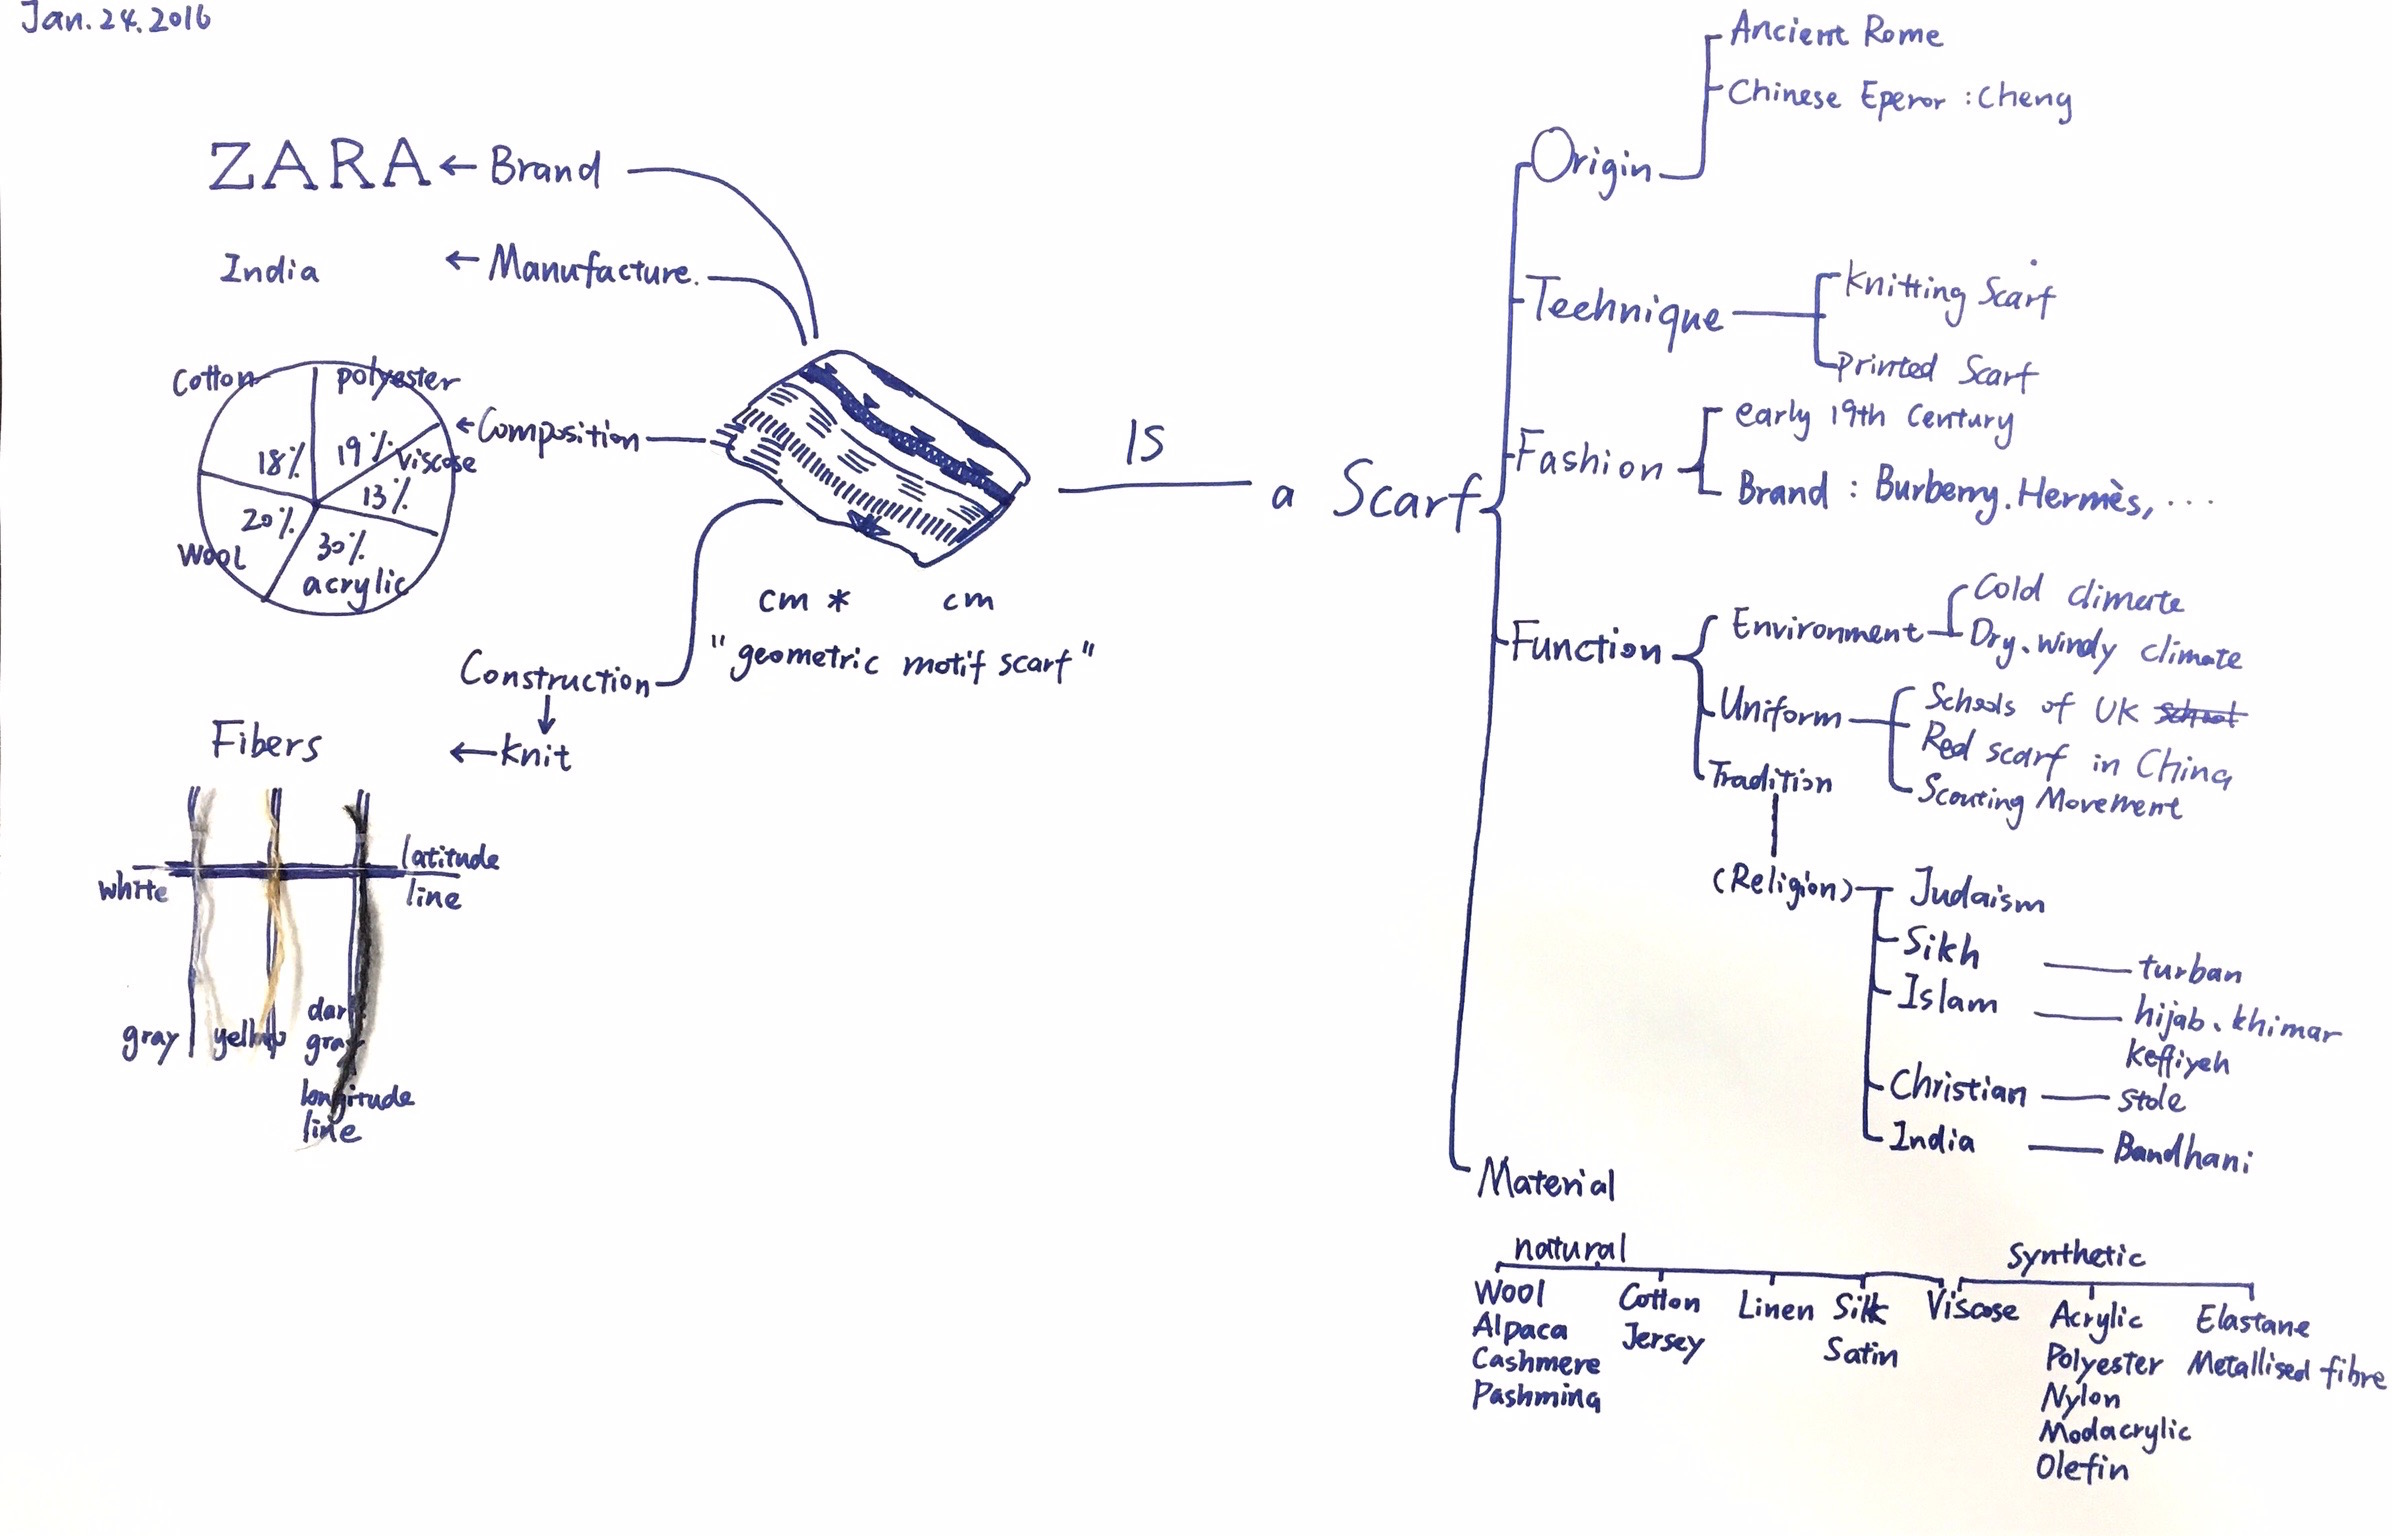 Jan.24.2016
ZARA ← Brand
India ← Manufacture.
Cotton
18%
polyester
19%
viscose
13%
20%
wool
30%
acrylic
← Composition
cm * cm
"geometric motif scarf"
Construction
↓
← knit
Fibers
latitude
line
white
gray
yellow
dark
gray
longitude
line
IS
a Scarf
Origin
Ancient Rome
Chinese Eperor : Cheng
Technique
Knitting Scarf
Printed Scarf
Fashion
early 19th Century
Brand : Burberry. Hermès, ...
Function
Environment
Cold climate
Dry. windy climate
Uniform
Schools of UK
Red scarf in China
Scouting Movement
Tradition
(Religion)
Judaism
Sikh turban
Islam hijab. khimar
keffiyeh
Christian stole
India Bandhani
Material
natural
Wool
Alpaca
Cashmere
Pashmina
Cotton
Jersey
Linen
Silk
Satin
Viscose
Synthetic
Acrylic
Polyester
Nylon
Modacrylic
Olefin
Elastane
Metallised fibre